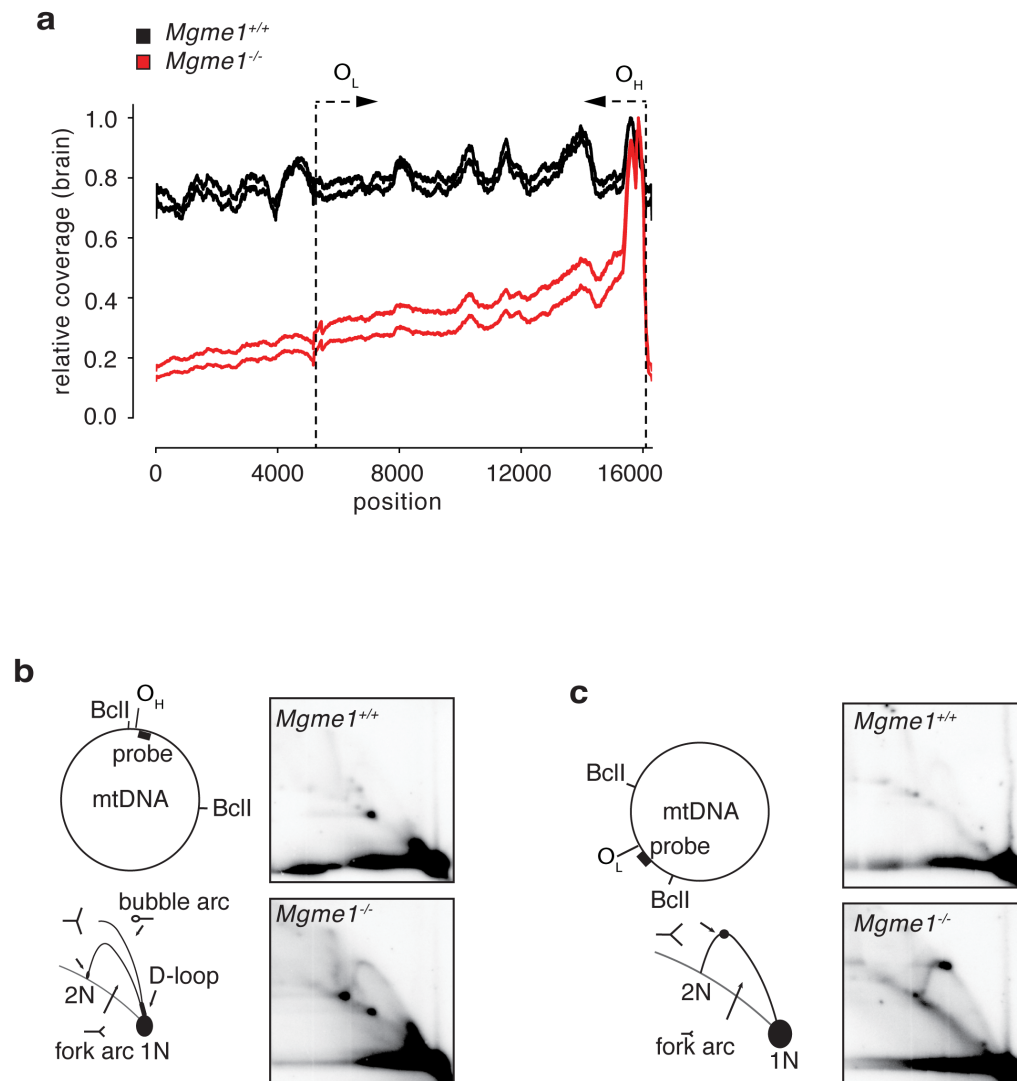 a
Mgme1+/+
Mgme1-/-
OL
OH
relative coverage (brain)
1.0
0.8
0.6
0.4
0.2
0.0
0 4000 8000 12000 16000
position
b
BclI
OH
probe
mtDNA
BclI
bubble arc
D-loop
2N
fork arc 1N
Mgme1+/+
Mgme1-/-
c
BclI
mtDNA
probe
OL
BclI
2N
fork arc
1N
Mgme1+/+
Mgme1-/-